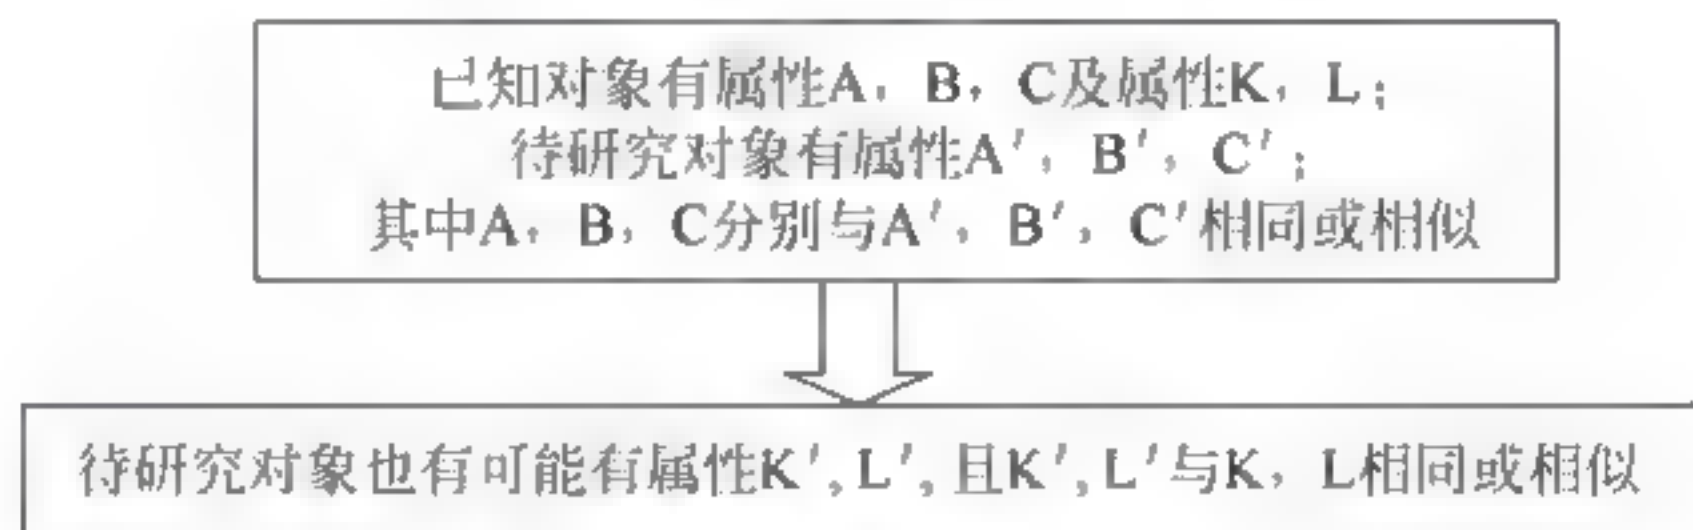 已知对象有属性A，B，C及属性K，L；
待研究对象有属性A′，B′，C′；
其中A，B，C分别与A′，B′，C′相同或相似
待研究对象也有可能有属性K′,L′,且K′,L′与K，L相同或相似